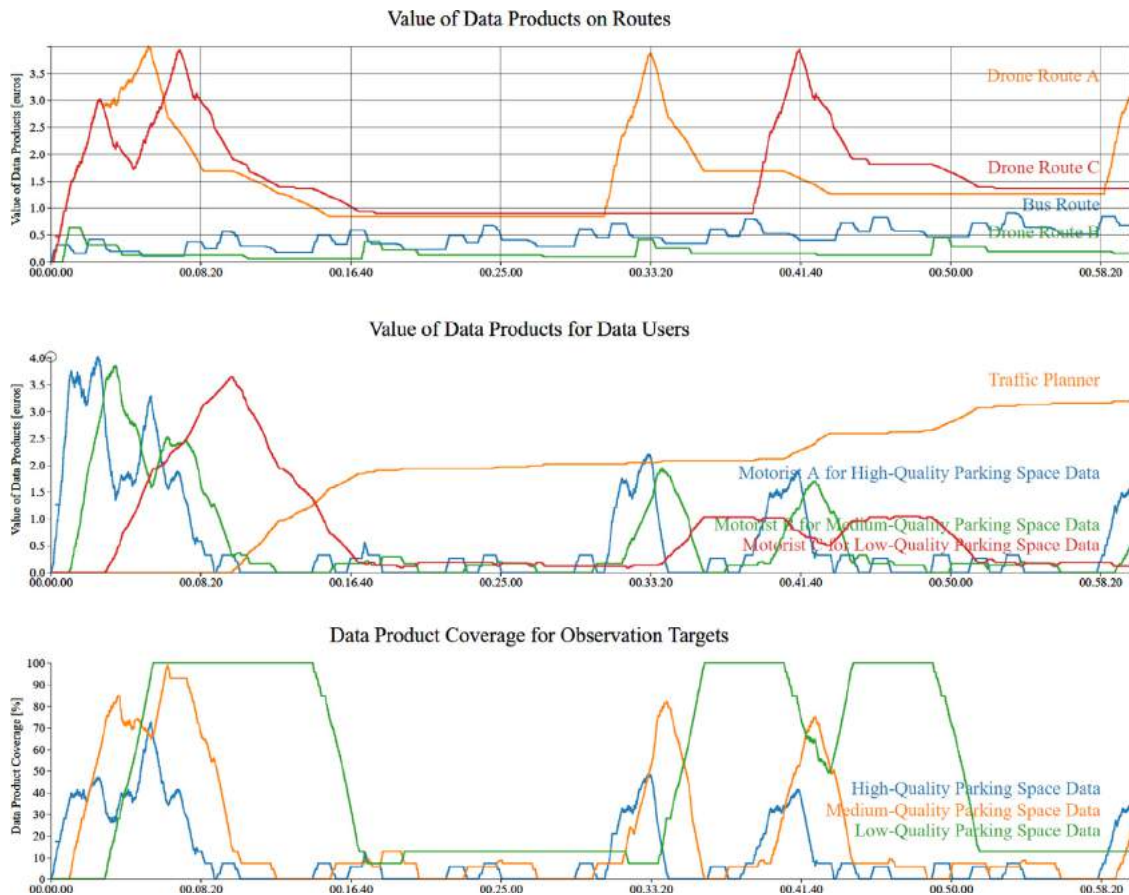 Value of Data Products on Routes
Value of Data Products [euros]
3.5
3.0
2.5
2.0
1.5
1.0
0.5
0.0
Drone Route A
Drone Route C
Bus Route
Drone Route B
00.00.00 00.08.20 00.16.40 00.25.00 00.33.20 00.41.40 00.50.00 00.58.20
Value of Data Products for Data Users
Value of Data Products [euros]
4.0
3.5
3.0
2.5
2.0
1.5
1.0
0.5
0.0
Traffic Planner
Motorist A for High-Quality Parking Space Data
Motorist B for Medium-Quality Parking Space Data
Motorist C for Low-Quality Parking Space Data
00.00.00 00.08.20 00.16.40 00.25.00 00.33.20 00.41.40 00.50.00 00.58.20
Data Product Coverage for Observation Targets
Data Product Coverage [%]
100
90
80
70
60
50
40
30
20
10
0
High-Quality Parking Space Data
Medium-Quality Parking Space Data
Low-Quality Parking Space Data
00.00.00 00.08.20 00.16.40 00.25.00 00.33.20 00.41.40 00.50.00 00.58.20